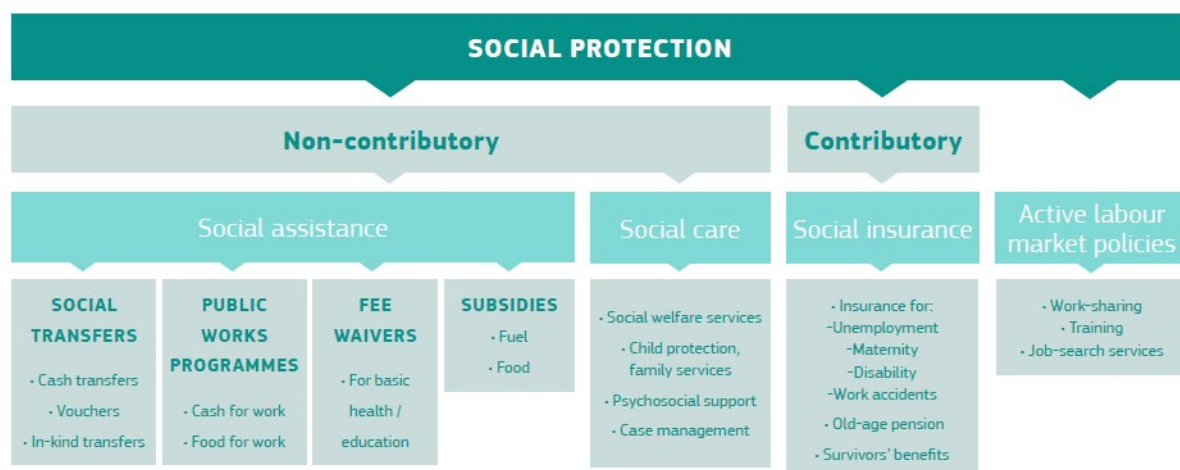 SOCIAL PROTECTION
Non-contributory
Contributory
Social assistance
Social care
Social insurance
Active labour
market policies
SOCIAL
TRANSFERS
• Cash transfers
• Vouchers
• In-kind transfers
PUBLIC
WORKS
PROGRAMMES
• Cash for work
• Food for work
FEE
WAIVERS
• For basic
health /
education
SUBSIDIES
• Fuel
• Food
• Social welfare services
• Child protection,
family services
• Psychosocial support
• Case management
• Insurance for:
-Unemployment
-Maternity
-Disability
-Work accidents
• Old-age pension
• Survivors' benefits
• Work-sharing
• Training
• Job-search services